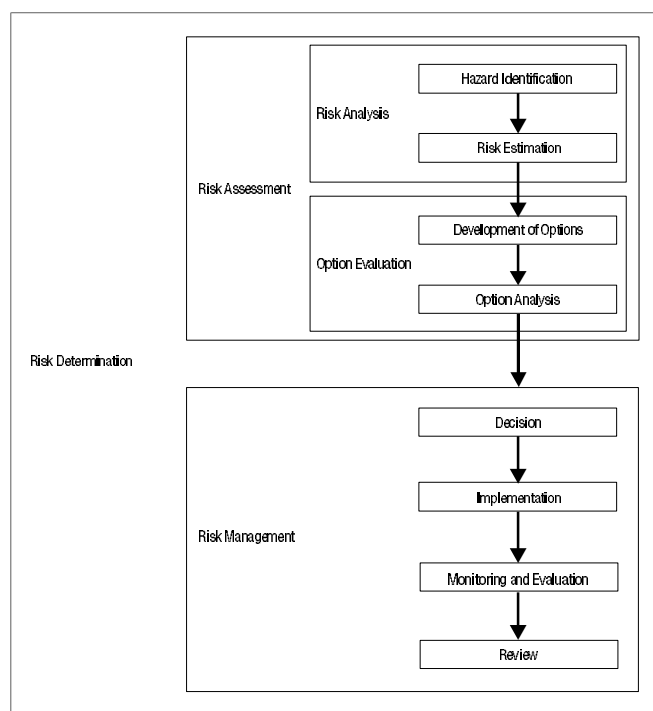 Hazard Identification
Risk Analysis
Risk Estimation
Risk Assessment
Development of Options
Option Evaluation
Option Analysis
Risk Determination
Decision
Implementation
Risk Management
Monitoring and Evaluation
Review